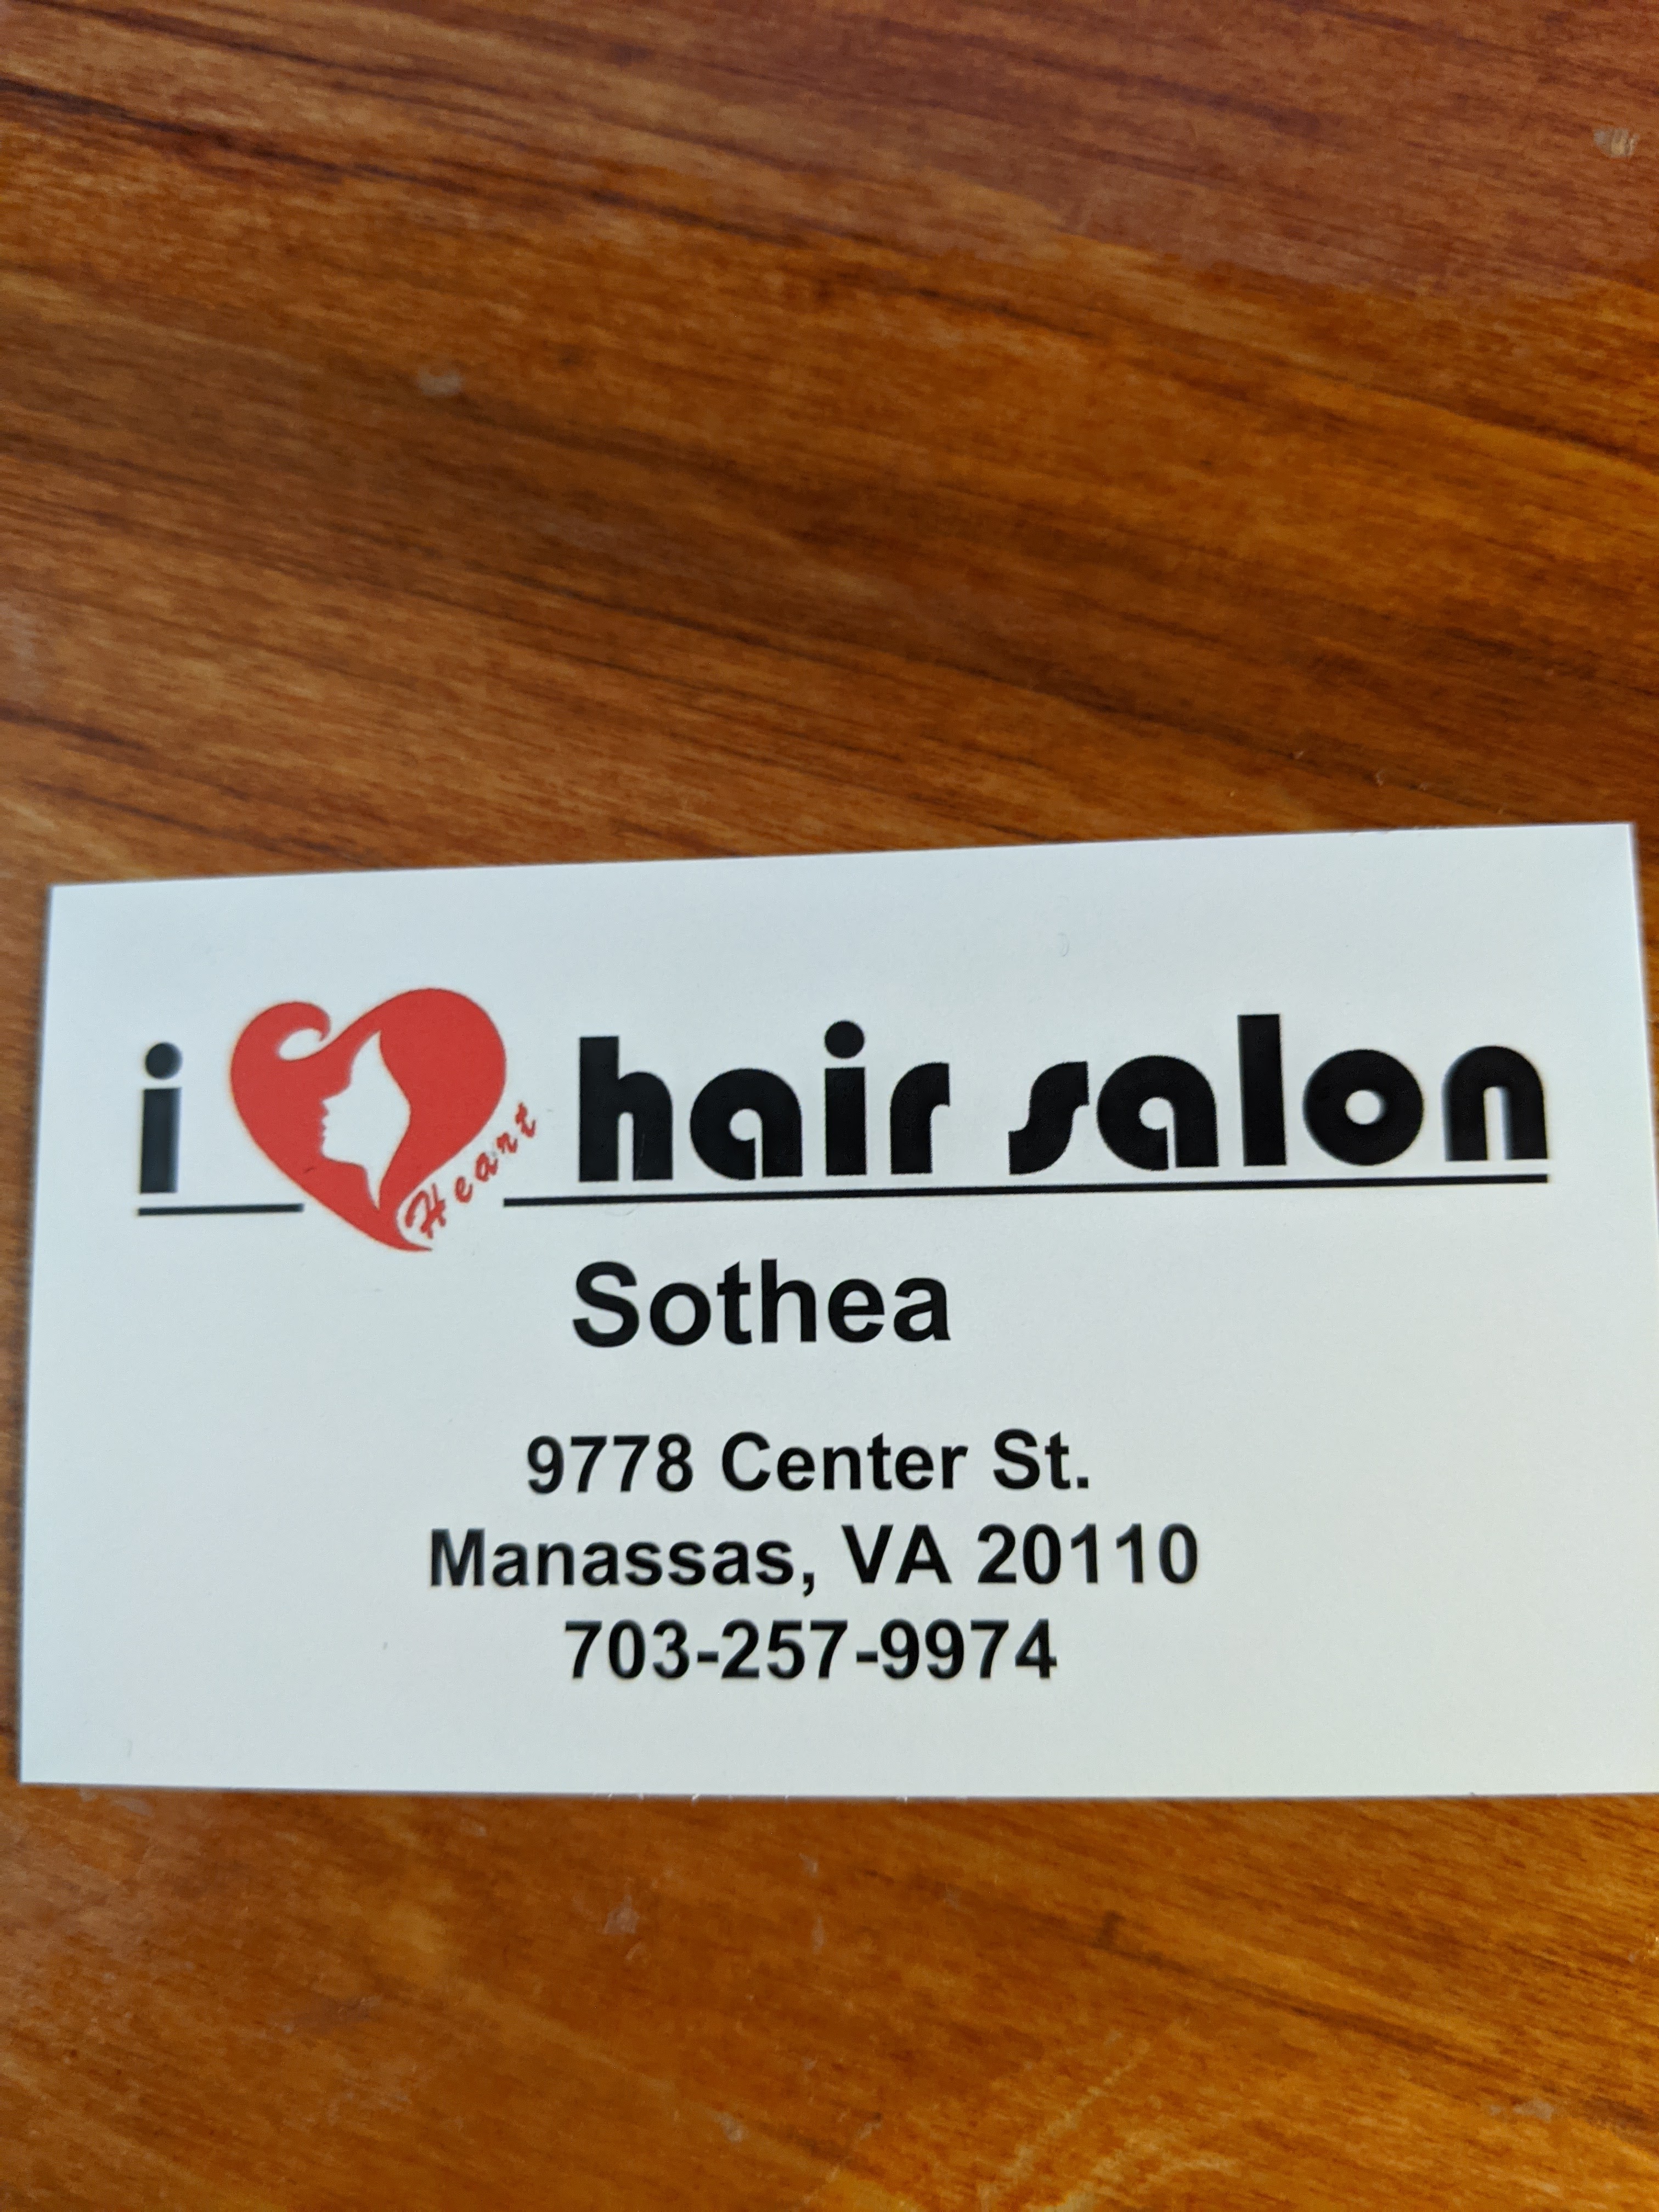 i Heart hair salon
Sothea
9778 Center St.
Manassas, VA 20110
703-257-9974